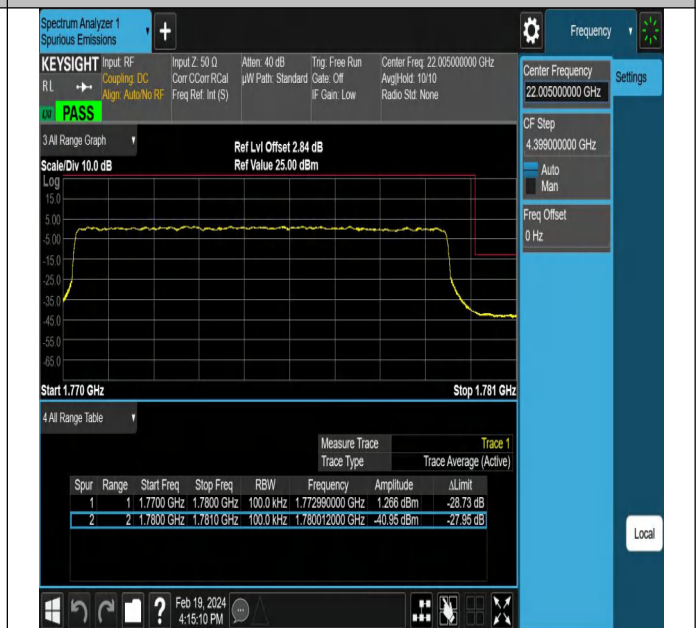 Spectrum Analyzer 1
Spurious Emissions
+
Frequency
KEYSIGHT Input: RF Input Z: 50 Ω Atten: 40 dB Trig: Free Run Center Freq: 22.005000000 GHz
RL Coupling: DC Corr CCorr RCal µW Path: Standard Gate: Off Avg|Hold: 10/10
Align: Auto/No RF Freq Ref: Int (S) IF Gain: Low Radio Std: None
PASS
Center Frequency
22.005000000 GHz
Settings
CF Step
4.399000000 GHz
Auto
Man
Freq Offset
0 Hz
3 All Range Graph
Ref Lvl Offset 2.84 dB
Scale/Div 10.0 dB Ref Value 25.00 dBm
Log
15.0
5.00
-5.00
-15.0
-25.0
-35.0
-45.0
-55.0
-65.0
Start 1.770 GHz Stop 1.781 GHz
4 All Range Table
Measure Trace Trace 1
Trace Type Trace Average (Active)
Spur Range Start Freq Stop Freq RBW Frequency Amplitude ΔLimit
1 1 1.7700 GHz 1.7800 GHz 100.0 kHz 1.772990000 GHz 1.266 dBm -28.73 dB
2 2 1.7800 GHz 1.7810 GHz 100.0 kHz 1.780012000 GHz -40.95 dBm -27.95 dB
Local
? Feb 19, 2024
4:15:10 PM